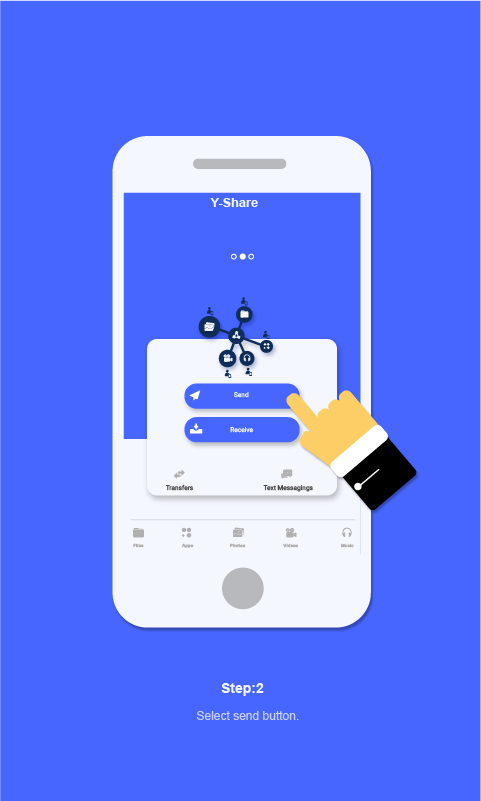 Y-Share
Send
Receive
Transfers Text Messagings
Files Apps Photos Videos Music
Step:2
Select send button.